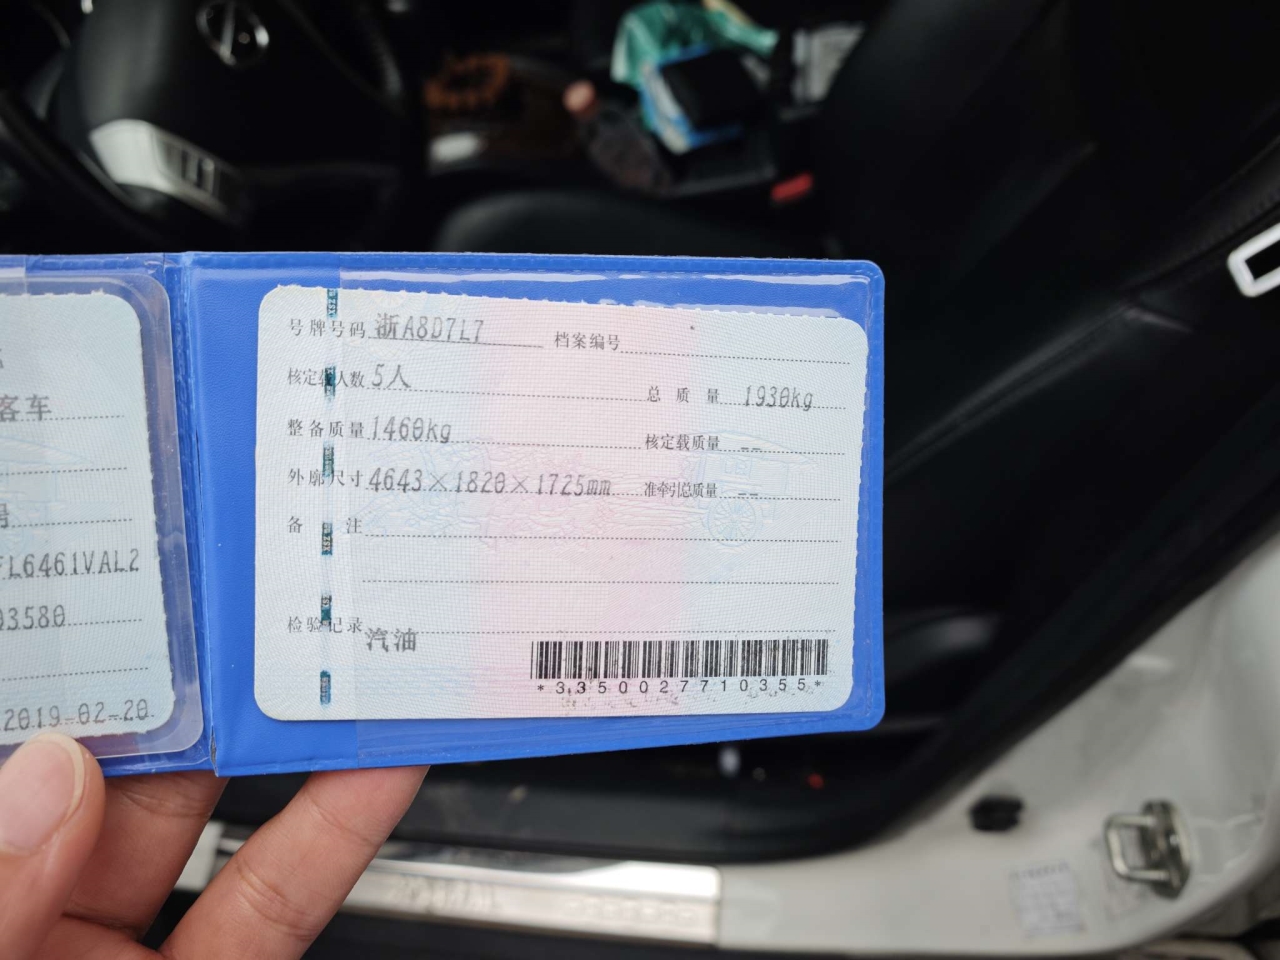 客车
FL6461VAL2
03580
2019-02-20
号牌号码 浙A8D7L7 档案编号
核定载人数 5人 总质量 1930kg
整备质量 1460kg 核定载质量 --
外廓尺寸 4643×1820×1725mm 准牵引总质量 --
备注
检验记录 汽油
*3350027710355*